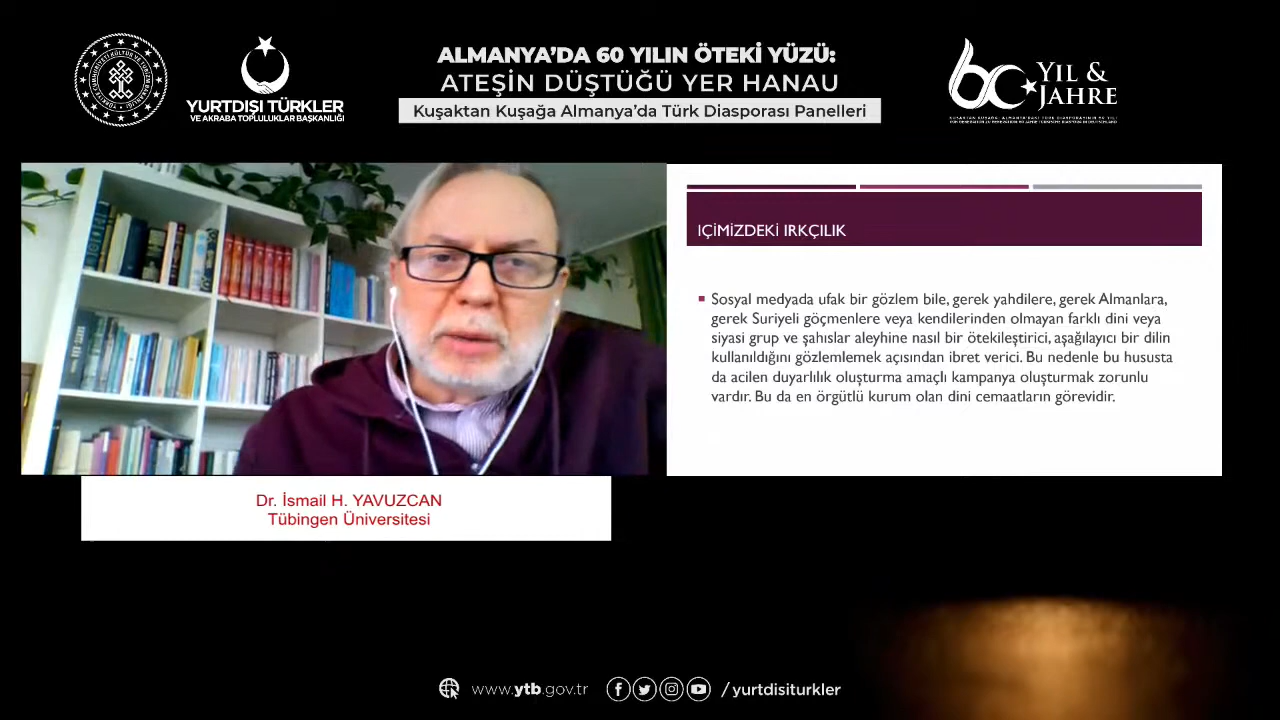 ALMANYA'DA 60 YILIN ÖTEKİ YÜZÜ:
ATEŞİN DÜŞTÜĞÜ YER HANAU
Kuşaktan Kuşağa Almanya'da Türk Diasporası Panelleri
YURTDIŞI TÜRKLER
VE AKRABA TOPLULUKLAR BAŞKANLIĞI
60 YIL &
JAHRE
IÇİMİZDEKİ IRKÇILIK
Sosyal medyada ufak bir gözlem bile, gerek yahdilere, gerek Almanlara,
gerek Suriyeli göçmenlere veya kendilerinden olmayan farklı dini veya
siyasi grup ve şahıslar aleyhine nasıl bir ötekileştirici, aşağılayıcı bir dilin
kullanıldığını gözlemlemek açısından ibret verici. Bu nedenle bu hususta
da acilen duyarlılık oluşturma amaçlı kampanya oluşturmak zorunlu
vardır. Bu da en örgütlü kurum olan dini cemaatların görevidir.
Dr. İsmail H. YAVUZCAN
Tübingen Üniversitesi
www.ytb.gov.tr
/yurtdisiturkler